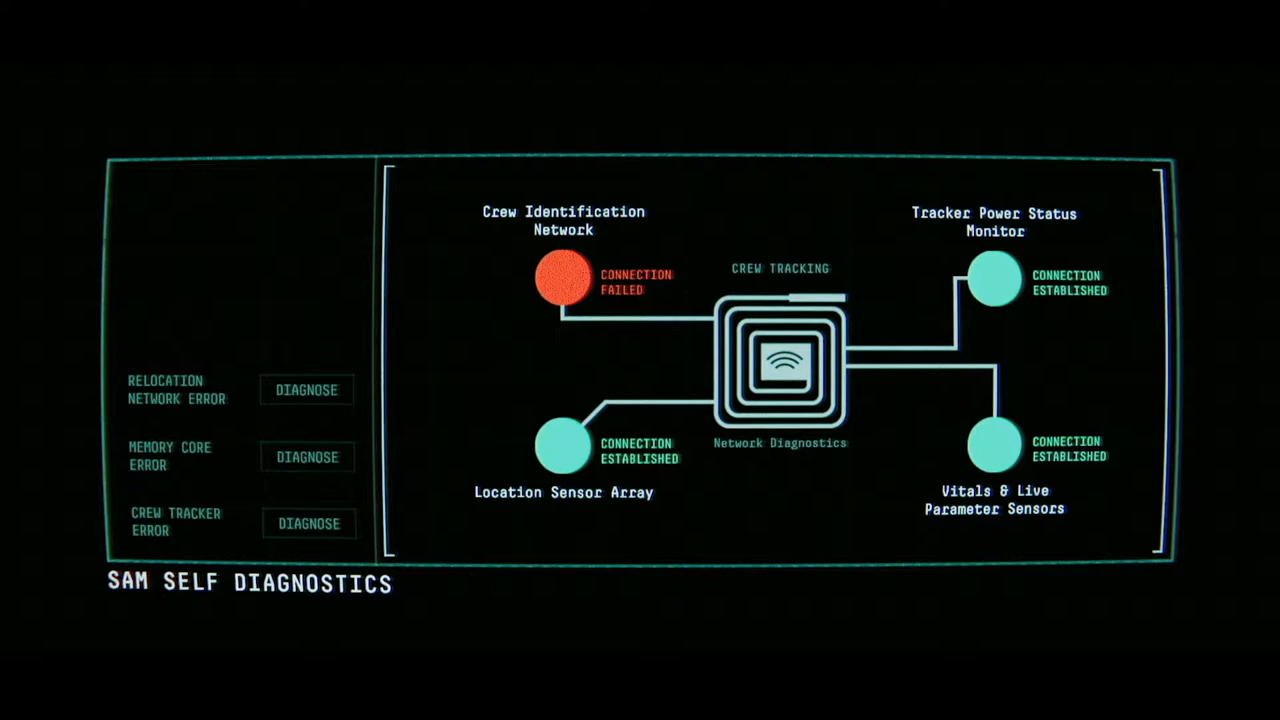 RELOCATION
NETWORK ERROR
DIAGNOSE
MEMORY CORE
ERROR
DIAGNOSE
CREW TRACKER
ERROR
DIAGNOSE
Crew Identification
Network
CONNECTION
FAILED
Tracker Power Status
Monitor
CONNECTION
ESTABLISHED
CREW TRACKING
Network Diagnostics
CONNECTION
ESTABLISHED
Location Sensor Array
CONNECTION
ESTABLISHED
Vitals & Live
Parameter Sensors
SAM SELF DIAGNOSTICS